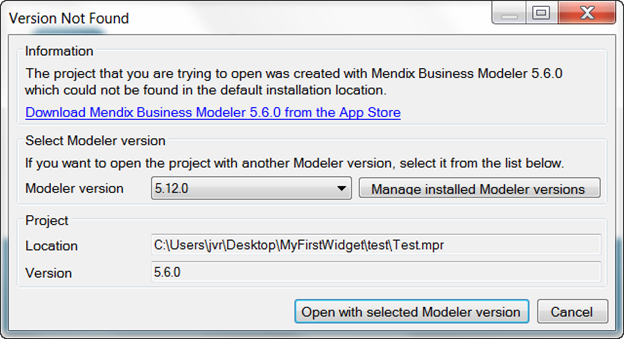 Version Not Found
Information
The project that you are trying to open was created with Mendix Business Modeler 5.6.0
which could not be found in the default installation location.
Download Mendix Business Modeler 5.6.0 from the App Store
Select Modeler version
If you want to open the project with another Modeler version, select it from the list below.
Modeler version 5.12.0 Manage installed Modeler versions
Project
Location C:\Users\jvr\Desktop\MyFirstWidget\test\Test.mpr
Version 5.6.0
Open with selected Modeler version Cancel